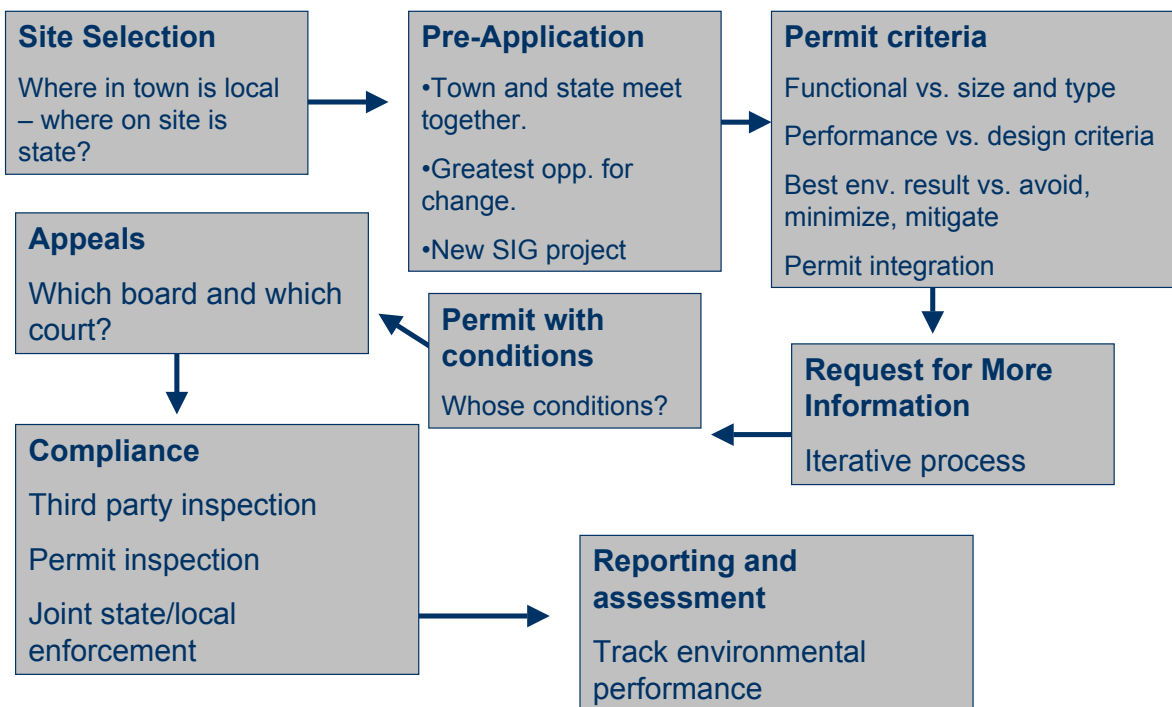 Site Selection
Where in town is local
– where on site is
state?
Pre-Application
•Town and state meet
together.
•Greatest opp. for
change.
•New SIG project
Permit criteria
Functional vs. size and type
Performance vs. design criteria
Best env. result vs. avoid,
minimize, mitigate
Permit integration
Request for More
Information
Iterative process
Permit with
conditions
Whose conditions?
Appeals
Which board and which
court?
Compliance
Third party inspection
Permit inspection
Joint state/local
enforcement
Reporting and
assessment
Track environmental
performance